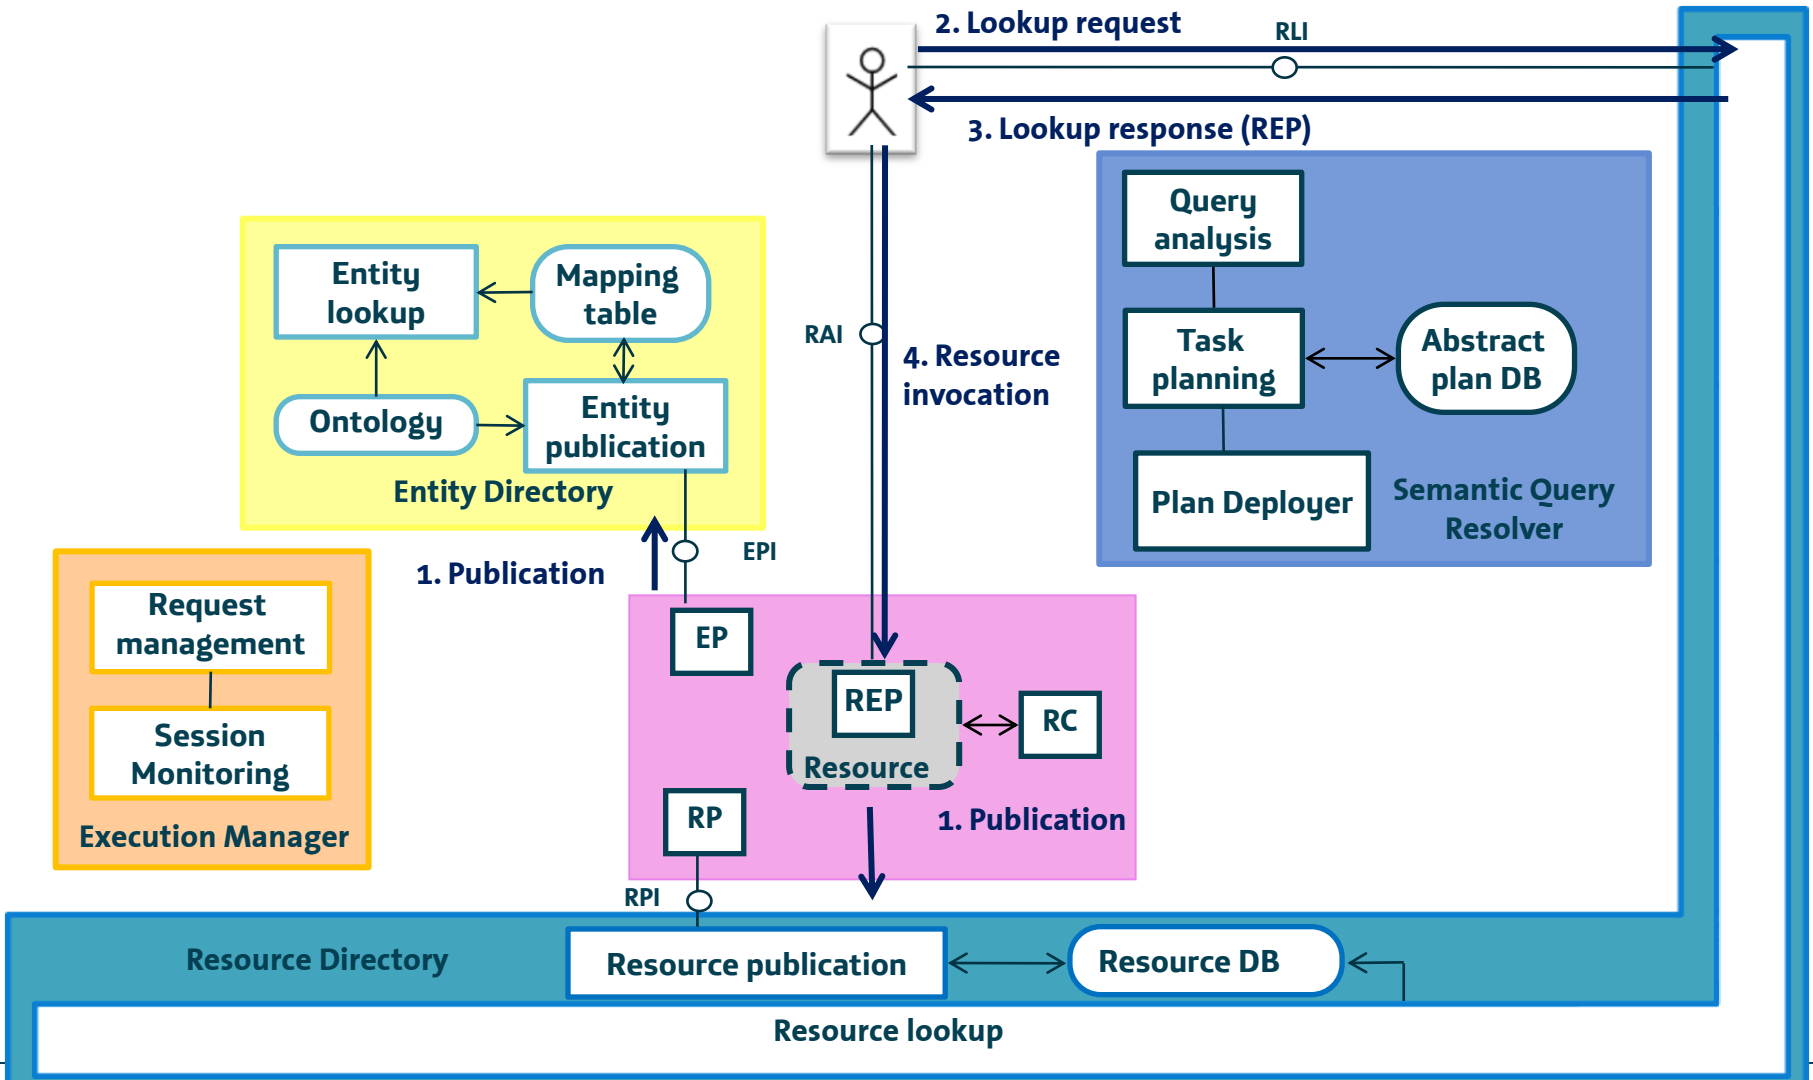 2. Lookup request
RLI
3. Lookup response (REP)
Query
analysis
Entity
lookup
Mapping
table
RAI
4. Resource
invocation
Task
planning
Abstract
plan DB
Ontology
Entity
publication
Entity Directory
Plan Deployer
Semantic Query
Resolver
1. Publication
EPI
Request
management
EP
REP
Resource
RC
Session
Monitoring
Execution Manager
RP
1. Publication
RPI
Resource Directory
Resource publication
Resource DB
Resource lookup